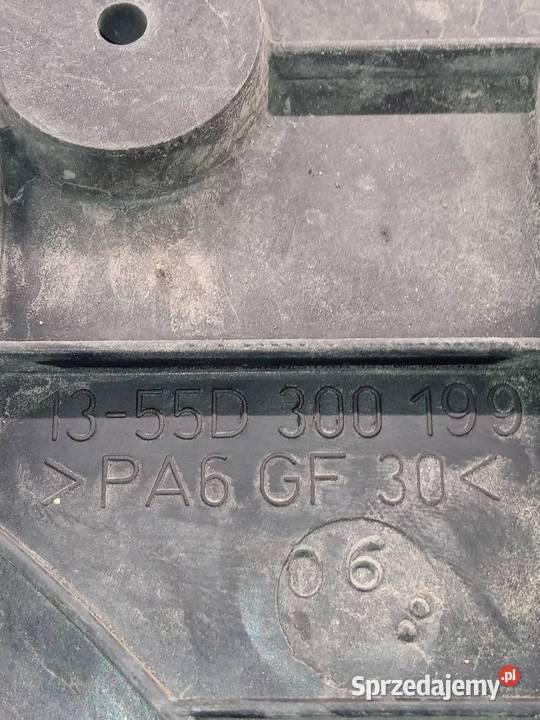 13-55D 300 199
>PA6 GF 30<
06
Sprzedajemy.pl